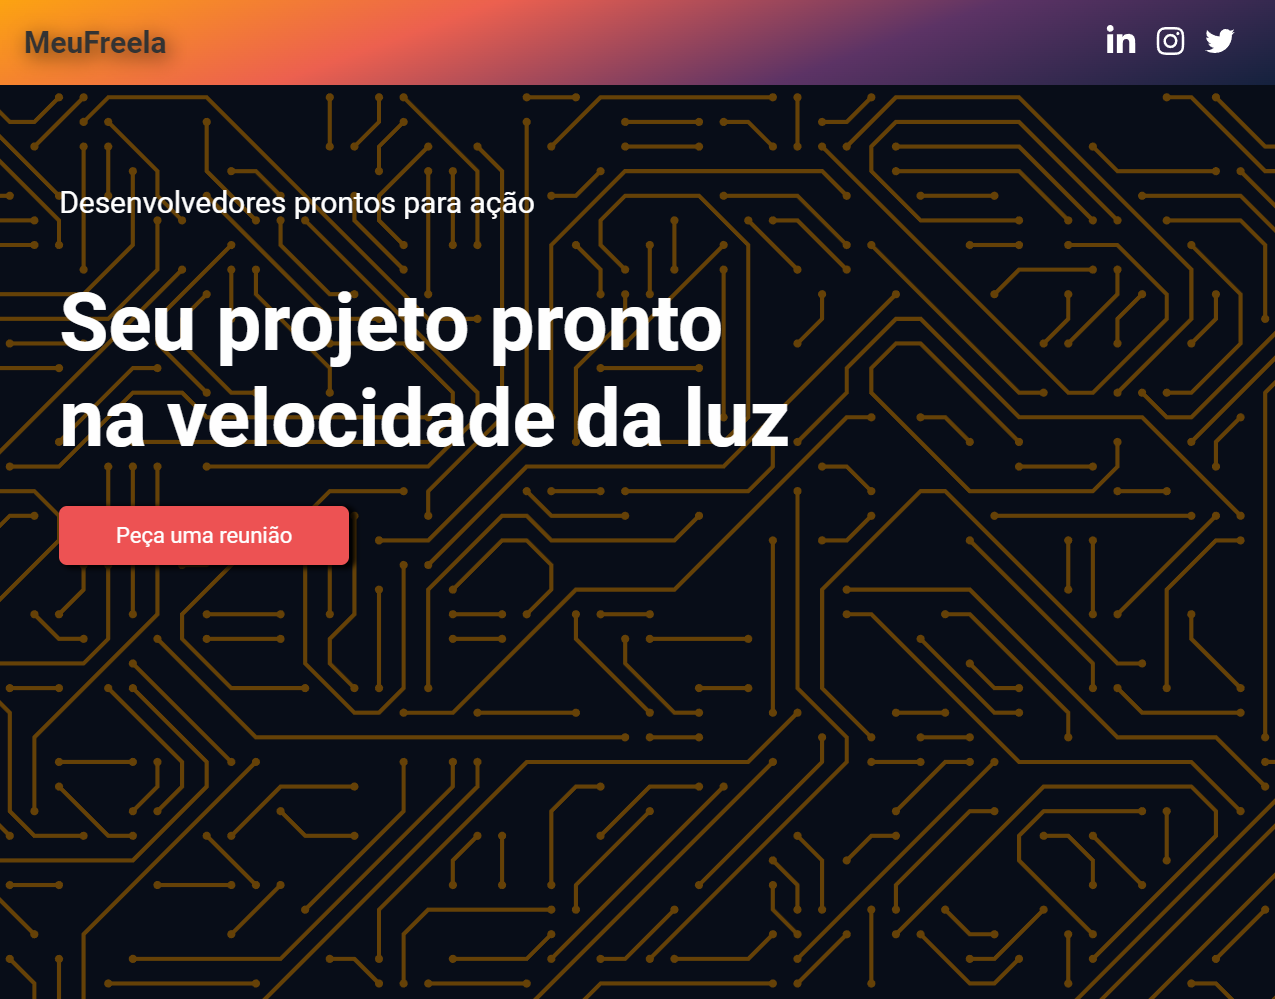 MeuFreela
Desenvolvedores prontos para ação
Seu projeto pronto
na velocidade da luz
Peça uma reunião